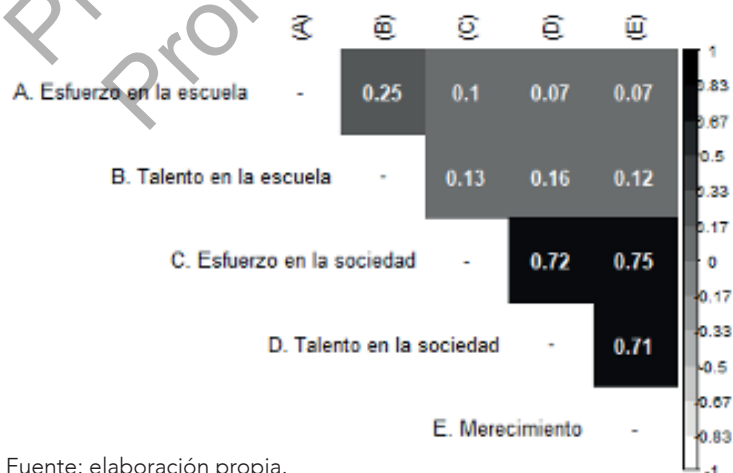 (A) (B) (C) (D) (E)
A. Esfuerzo en la escuela - 0.25 0.1 0.07 0.07
B. Talento en la escuela - 0.13 0.16 0.12
C. Esfuerzo en la sociedad - 0.72 0.75
D. Talento en la sociedad - 0.71
E. Merecimiento -
1
0.83
0.67
0.5
0.33
0.17
0
-0.17
-0.33
-0.5
-0.67
-0.83
-1
Fuente: elaboración propia.